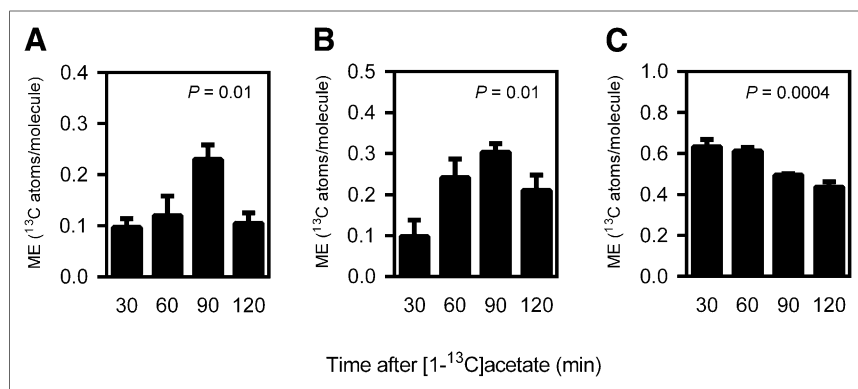 A
B
C
ME (¹³C atoms/molecule)
0.4
0.3
0.2
0.1
0.0
P = 0.01
30 60 90 120
ME (¹³C atoms/molecule)
0.5
0.4
0.3
0.2
0.1
0.0
P = 0.01
30 60 90 120
ME (¹³C atoms/molecule)
1.0
0.8
0.6
0.4
0.2
0.0
P = 0.0004
30 60 90 120
Time after [1-¹³C]acetate (min)